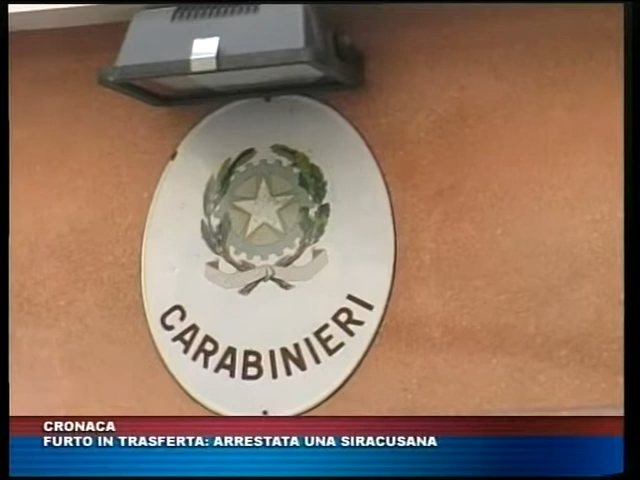 CARABINIERI
CRONACA
FURTO IN TRASFERTA: ARRESTATA UNA SIRACUSANA